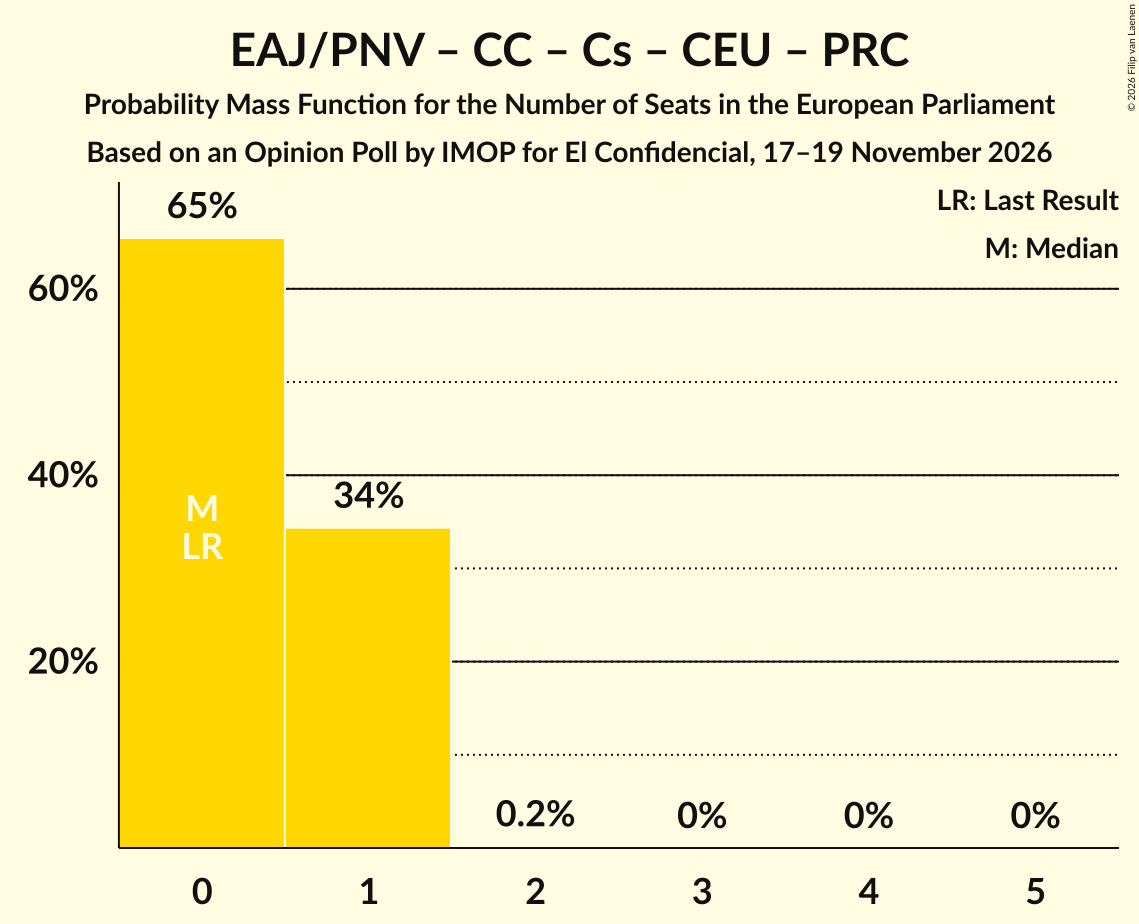 EAJ/PNV – CC – Cs – CEU – PRC
Probability Mass Function for the Number of Seats in the European Parliament
Based on an Opinion Poll by IMOP for El Confidencial, 17–19 November 2026
© 2026 Filip van Laenen
LR: Last Result
M: Median
65%
60%
40%
34%
M
LR
20%
0.2%
0%
0%
0%
0
1
2
3
4
5